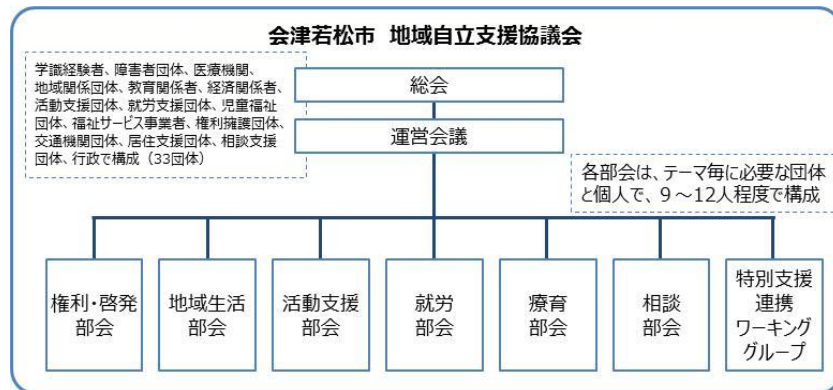 会津若松市 地域自立支援協議会
学識経験者、障害者団体、医療機関、
地域関係団体、教育関係者、経済関係者、
活動支援団体、就労支援団体、児童福祉
団体、福祉サービス事業者、権利擁護団体、
交通機関団体、居住支援団体、相談支援
団体、行政で構成（33団体）
総会
運営会議
各部会は、テーマ毎に必要な団体
と個人で、9～12人程度で構成
権利・啓発
部会
地域生活
部会
活動支援
部会
就労
部会
療育
部会
相談
部会
特別支援
連携
ワーキング
グループ